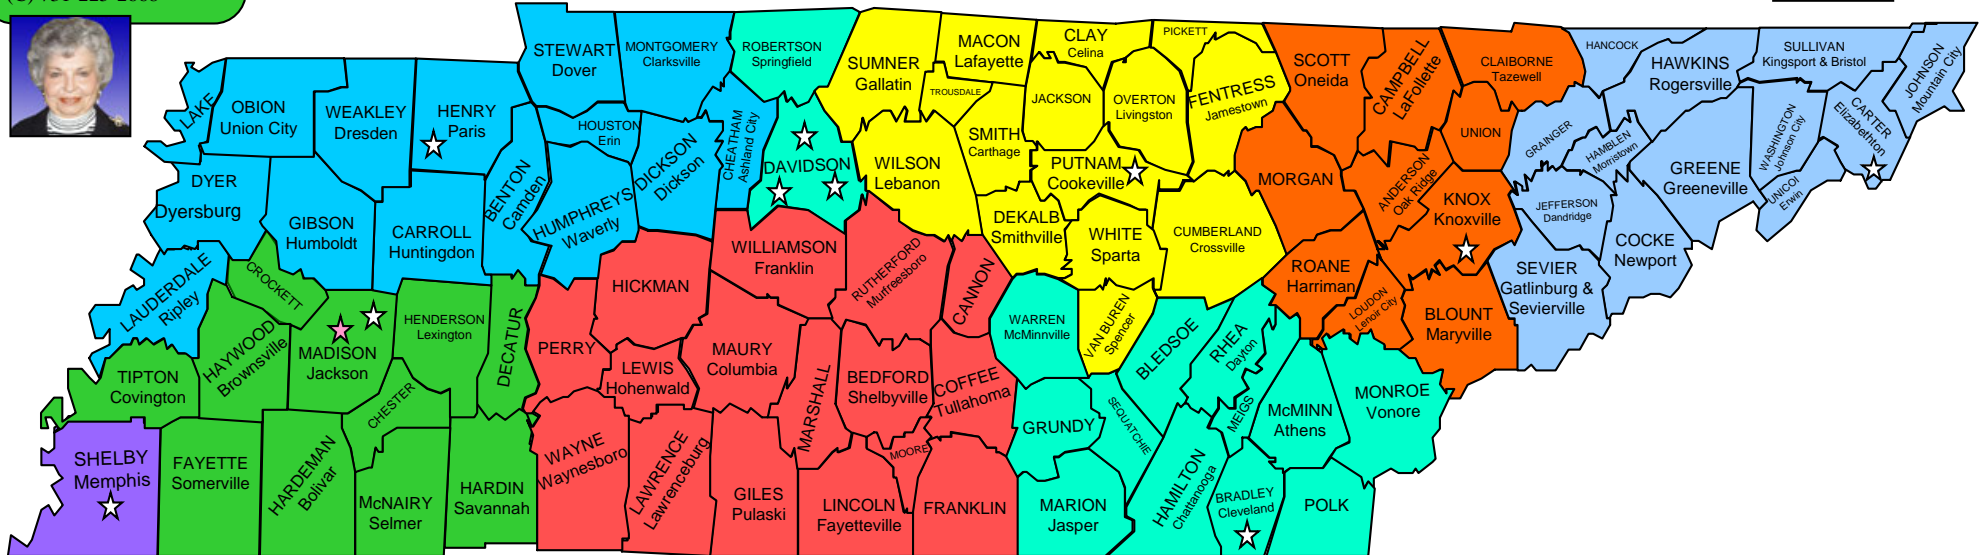 STEWART
Dover
MONTGOMERY
Clarksville
ROBERTSON
Springfield
SUMNER
Gallatin
MACON
Lafayette
CLAY
Celina
PICKETT
SCOTT
Oneida
CAMPBELL
LaFollette
CLAIBORNE
Tazewell
HANCOCK
HAWKINS
Rogersville
SULLIVAN
Kingsport & Bristol
JOHNSON
Mountain City
LAKE
OBION
Union City
WEAKLEY
Dresden
HENRY
Paris
HOUSTON
Erin
DICKSON
Dickson
CHEATHAM
Ashland City
DAVIDSON
TROUSDALE
WILSON
Lebanon
SMITH
Carthage
JACKSON
OVERTON
Livingston
FENTRESS
Jamestown
PUTNAM
Cookeville
MORGAN
ANDERSON
Oak Ridge
UNION
KNOX
Knoxville
GRAINGER
HAMBLEN
Morristown
GREENE
Greeneville
WASHINGTON
Johnson City
CARTER
Elizabethton
UNICOI
Erwin
DYER
Dyersburg
GIBSON
Humboldt
CARROLL
Huntingdon
BENTON
Camden
HUMPHREYS
Waverly
WILLIAMSON
Franklin
RUTHERFORD
Murfreesboro
CANNON
DEKALB
Smithville
WHITE
Sparta
CUMBERLAND
Crossville
ROANE
Harriman
LOUDON
Lenoir City
BLOUNT
Maryville
JEFFERSON
Dandridge
SEVIER
Gatlinburg &
Sevierville
COCKE
Newport
LAUDERDALE
Ripley
CROCKETT
HAYWOOD
Brownsville
MADISON
Jackson
HENDERSON
Lexington
DECATUR
PERRY
HICKMAN
LEWIS
Hohenwald
MAURY
Columbia
MARSHALL
BEDFORD
Shelbyville
COFFEE
Tullahoma
WARREN
McMinnville
VAN BUREN
Spencer
BLEDSOE
RHEA
Dayton
MEIGS
McMINN
Athens
MONROE
Vonore
TIPTON
Covington
CHESTER
SHELBY
Memphis
FAYETTE
Somerville
HARDEMAN
Bolivar
McNAIRY
Selmer
HARDIN
Savannah
WAYNE
Waynesboro
LAWRENCE
Lawrenceburg
GILES
Pulaski
LINCOLN
Fayetteville
MOORE
FRANKLIN
GRUNDY
SEQUATCHIE
MARION
Jasper
HAMILTON
Chattanooga
BRADLEY
Cleveland
POLK